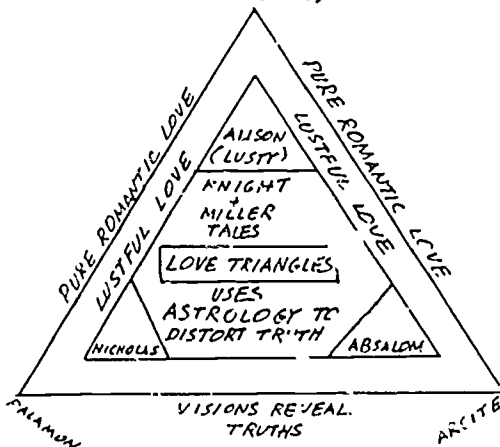 PURE ROMANTIC LOVE
PURE ROMANTIC LOVE
LUSTFUL LOVE
LUSTFUL LOVE
ALISON
(LUSTY)
KNIGHT
+
MILLER
TALES
LOVE TRIANGLES
USES
ASTROLOGY TO
DISTORT TRUTH
NICHOLAS
ABSALOM
PALAMON
VISIONS REVEAL
TRUTHS
ARCITE